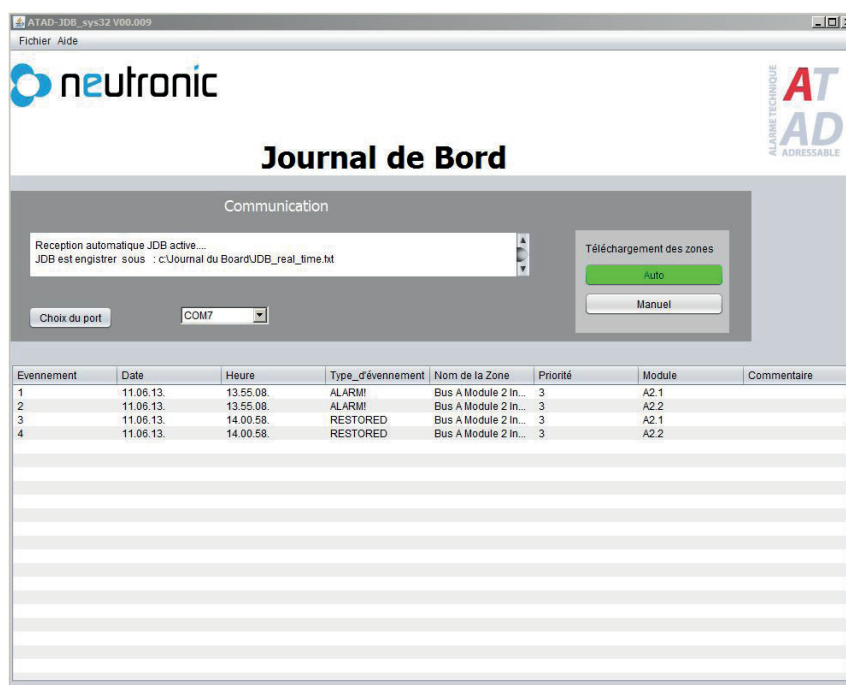 ATAD-JDB_sys32 V00.009
Fichier Aide
neutronic
ALARME TECHNIQUE
AT
AD
ADRESSABLE
Journal de Bord
Communication
Reception automatique JDB active....
JDB est engistrer sous : c:\Journal du Board\JDB_real_time.txt
Téléchargement des zones
Auto
Manuel
Choix du port
COM7
Evennement Date Heure Type_d'évennement Nom de la Zone Priorité Module Commentaire
1 11.06.13. 13.55.08. ALARM! Bus A Module 2 In... 3 A2.1
2 11.06.13. 13.55.08. ALARM! Bus A Module 2 In... 3 A2.2
3 11.06.13. 14.00.58. RESTORED Bus A Module 2 In... 3 A2.1
4 11.06.13. 14.00.58. RESTORED Bus A Module 2 In... 3 A2.2